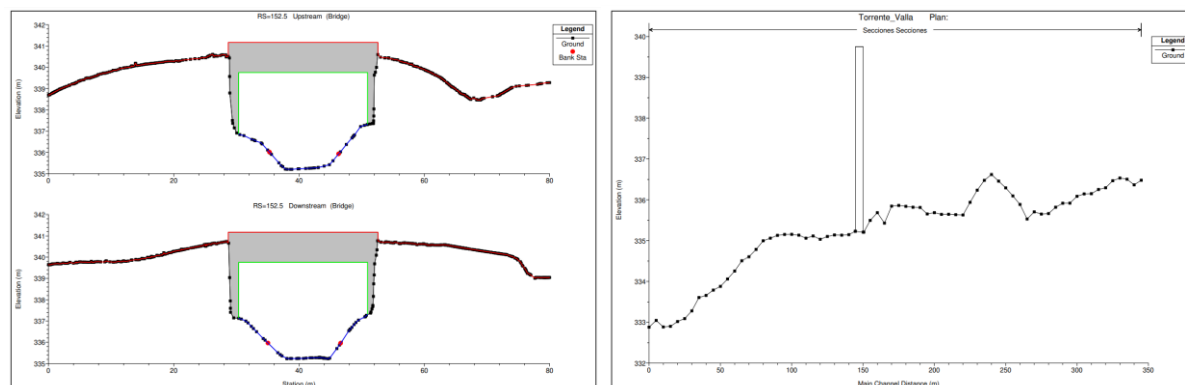 RS=152.5 Upstream (Bridge)
Legend
Ground
Bank Sta
Elevation (m)
342
341
340
339
338
337
336
335
0 20 40 60 80
RS=152.5 Downstream (Bridge)
Elevation (m)
342
341
340
339
338
337
336
335
0 20 40 60 80
Station (m)
Torrente_Valla Plan:
Secciones Secciones
Legend
Ground
Elevation (m)
340
339
338
337
336
335
333
332
0 50 100 150 200 250 300 350
Main Channel Distance (m)
345